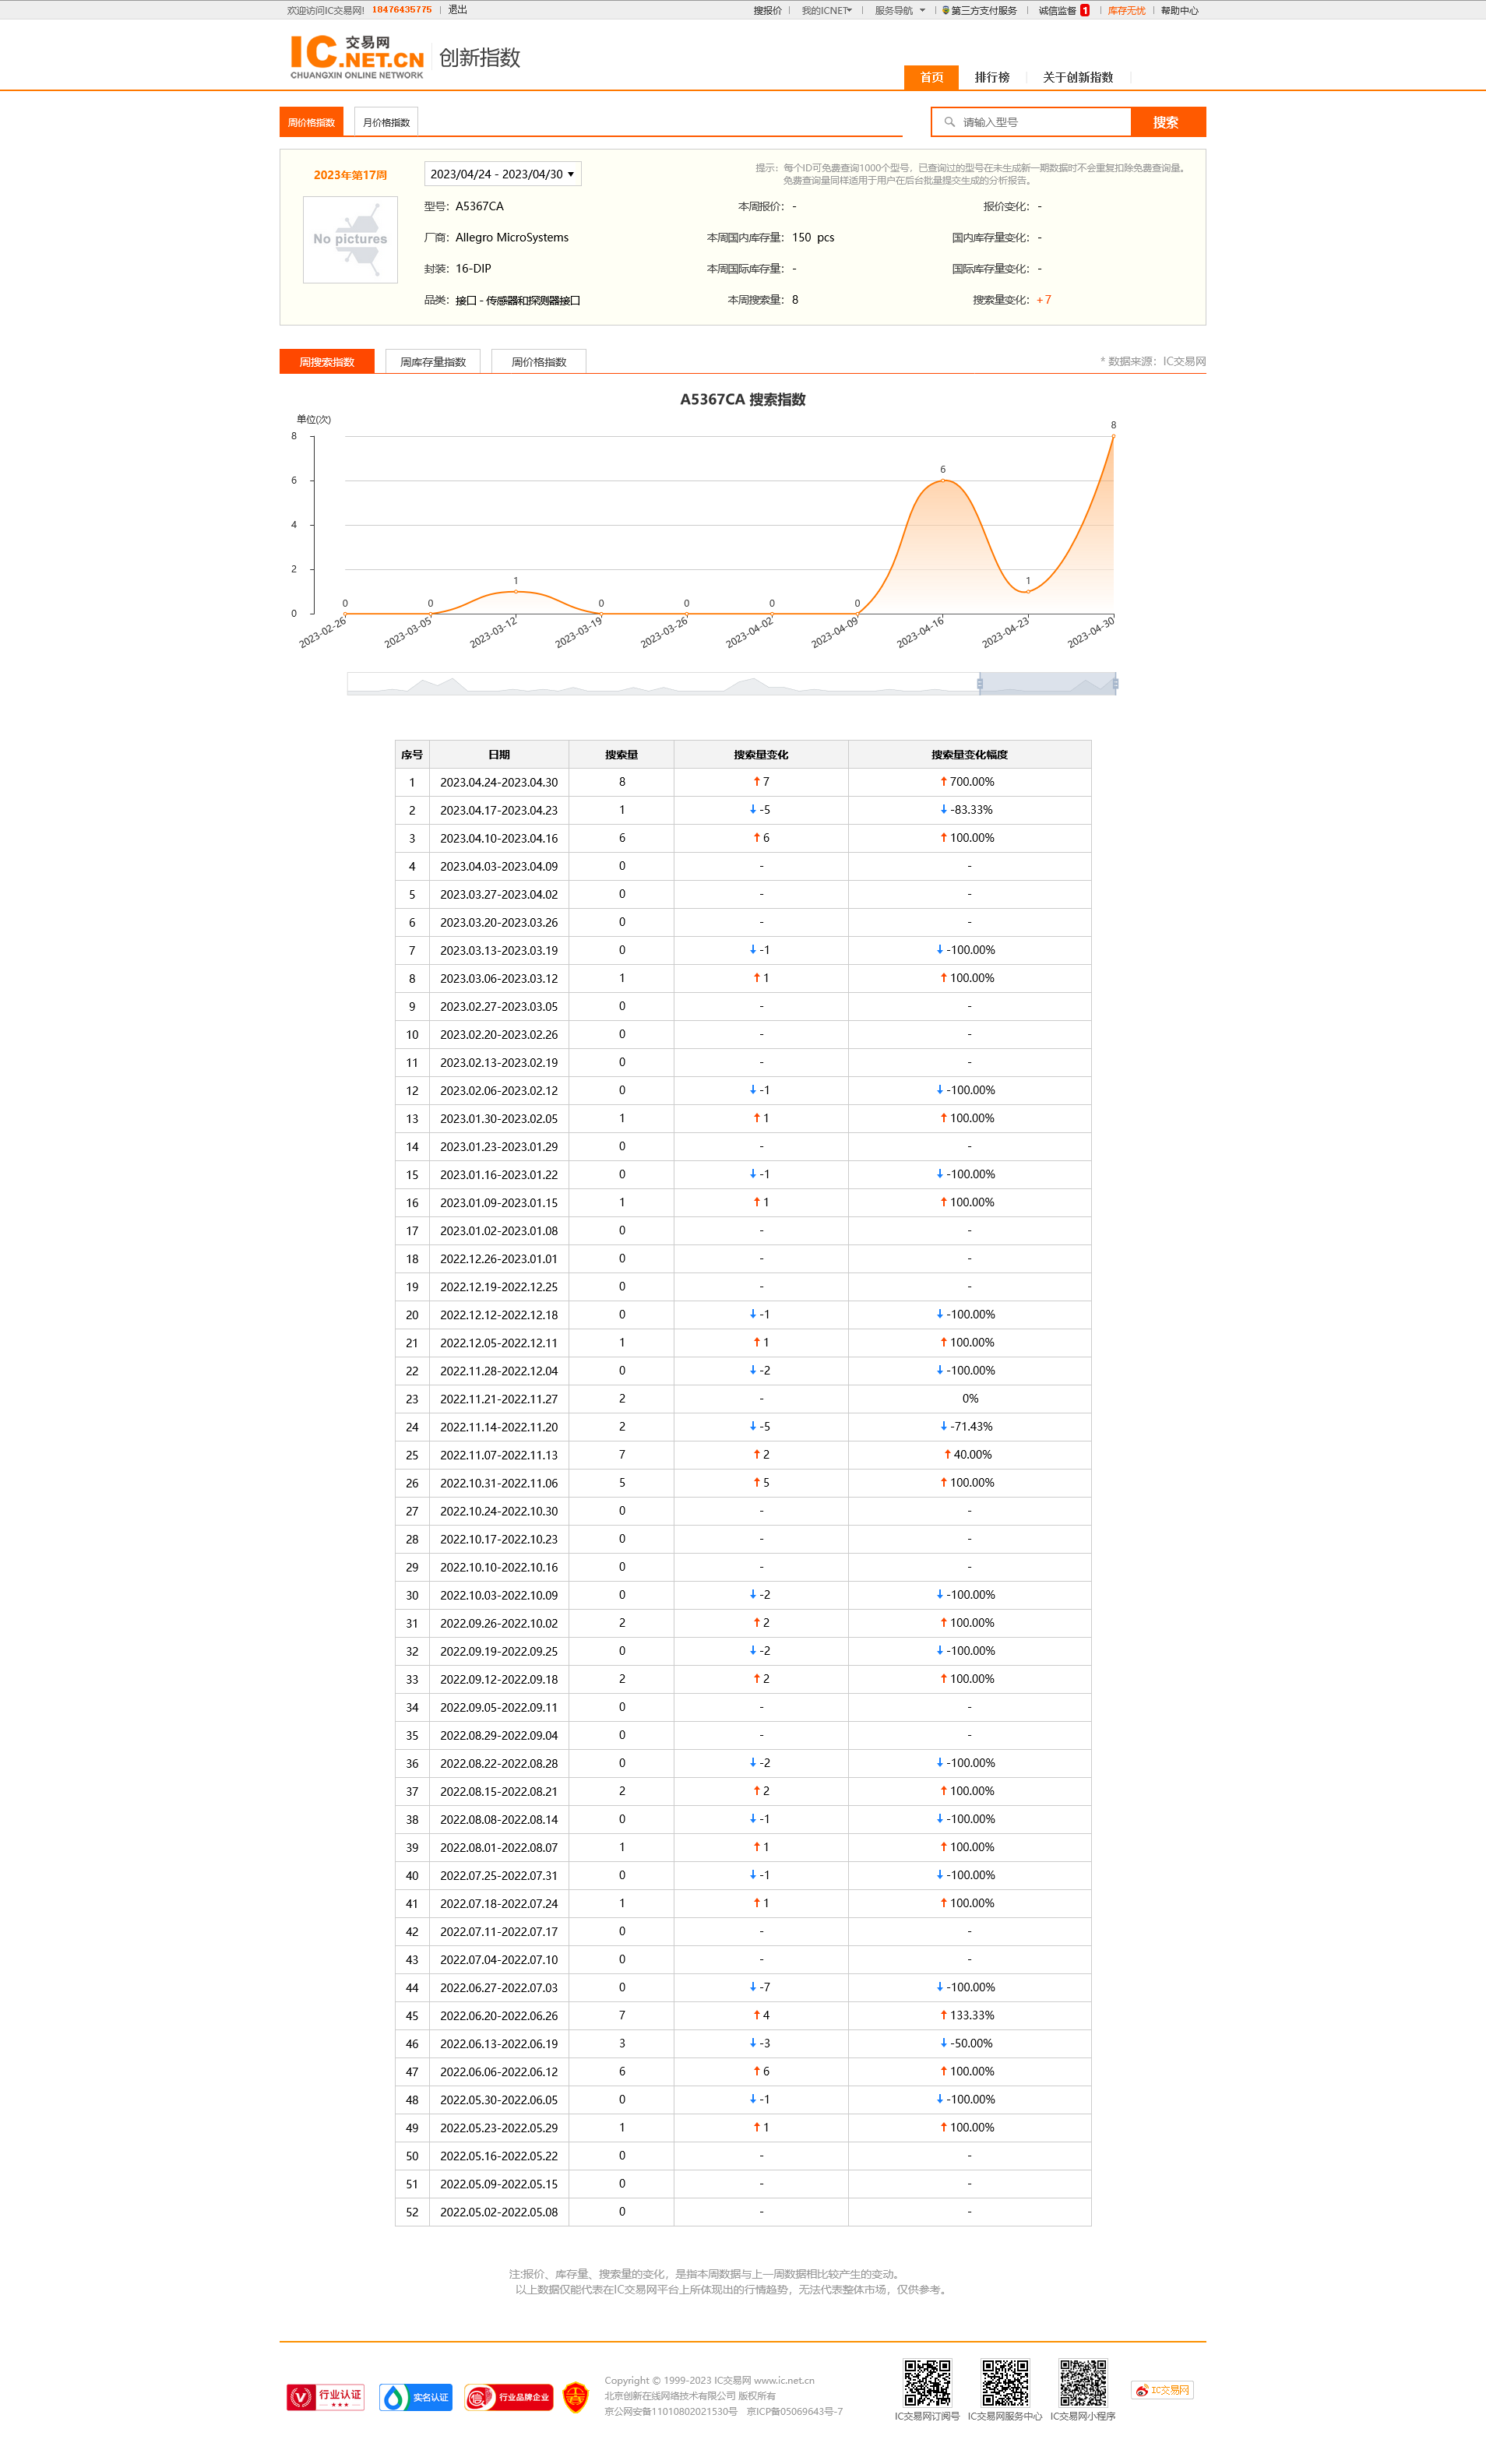 欢迎访问IC交易网! 18476435775 | 退出 搜报价 | 我的ICNET | 服务导航 | 第三方支付服务 | 诚信监督 1 | 库存无忧 | 帮助中心
IC 交易网 .NET.CN 创新指数
CHUANGXIN ONLINE NETWORK
首页 排行榜 关于创新指数
周价格指数 月价格指数 请输入型号 搜索
2023年第17周 2023/04/24 - 2023/04/30
提示：每个ID可免费查询1000个型号，已查询过的型号在未生成新一期数据时不会重复扣除免费查询量。
免费查询量同样适用于用户在后台批量提交生成的分析报告。
No pictures
型号：A5367CA 本周报价：- 报价变化：-
厂商：Allegro MicroSystems 本周国内库存量：150 pcs 国内库存量变化：-
封装：16-DIP 本周国际库存量：- 国际库存量变化：-
品类：接口 - 传感器和探测器接口 本周搜索量：8 搜索量变化：+7
周搜索指数 周库存量指数 周价格指数 * 数据来源：IC交易网
A5367CA 搜索指数
单位(次)
8
6
4
2
0
0 0 1 0 0 0 0 6 1 8
2023-02-26 2023-03-05 2023-03-12 2023-03-19 2023-03-26 2023-04-02 2023-04-09 2023-04-16 2023-04-23 2023-04-30
序号 日期 搜索量 搜索量变化 搜索量变化幅度
1 2023.04.24-2023.04.30 8 ↑7 ↑700.00%
2 2023.04.17-2023.04.23 1 ↓-5 ↓-83.33%
3 2023.04.10-2023.04.16 6 ↑6 ↑100.00%
4 2023.04.03-2023.04.09 0 - -
5 2023.03.27-2023.04.02 0 - -
6 2023.03.20-2023.03.26 0 - -
7 2023.03.13-2023.03.19 0 ↓-1 ↓-100.00%
8 2023.03.06-2023.03.12 1 ↑1 ↑100.00%
9 2023.02.27-2023.03.05 0 - -
10 2023.02.20-2023.02.26 0 - -
11 2023.02.13-2023.02.19 0 - -
12 2023.02.06-2023.02.12 0 ↓-1 ↓-100.00%
13 2023.01.30-2023.02.05 1 ↑1 ↑100.00%
14 2023.01.23-2023.01.29 0 - -
15 2023.01.16-2023.01.22 0 ↓-1 ↓-100.00%
16 2023.01.09-2023.01.15 1 ↑1 ↑100.00%
17 2023.01.02-2023.01.08 0 - -
18 2022.12.26-2023.01.01 0 - -
19 2022.12.19-2022.12.25 0 - -
20 2022.12.12-2022.12.18 0 ↓-1 ↓-100.00%
21 2022.12.05-2022.12.11 1 ↑1 ↑100.00%
22 2022.11.28-2022.12.04 0 ↓-2 ↓-100.00%
23 2022.11.21-2022.11.27 2 - 0%
24 2022.11.14-2022.11.20 2 ↓-5 ↓-71.43%
25 2022.11.07-2022.11.13 7 ↑2 ↑40.00%
26 2022.10.31-2022.11.06 5 ↑5 ↑100.00%
27 2022.10.24-2022.10.30 0 - -
28 2022.10.17-2022.10.23 0 - -
29 2022.10.10-2022.10.16 0 - -
30 2022.10.03-2022.10.09 0 ↓-2 ↓-100.00%
31 2022.09.26-2022.10.02 2 ↑2 ↑100.00%
32 2022.09.19-2022.09.25 0 ↓-2 ↓-100.00%
33 2022.09.12-2022.09.18 2 ↑2 ↑100.00%
34 2022.09.05-2022.09.11 0 - -
35 2022.08.29-2022.09.04 0 - -
36 2022.08.22-2022.08.28 0 ↓-2 ↓-100.00%
37 2022.08.15-2022.08.21 2 ↑2 ↑100.00%
38 2022.08.08-2022.08.14 0 ↓-1 ↓-100.00%
39 2022.08.01-2022.08.07 1 ↑1 ↑100.00%
40 2022.07.25-2022.07.31 0 ↓-1 ↓-100.00%
41 2022.07.18-2022.07.24 1 ↑1 ↑100.00%
42 2022.07.11-2022.07.17 0 - -
43 2022.07.04-2022.07.10 0 - -
44 2022.06.27-2022.07.03 0 ↓-7 ↓-100.00%
45 2022.06.20-2022.06.26 7 ↑4 ↑133.33%
46 2022.06.13-2022.06.19 3 ↓-3 ↓-50.00%
47 2022.06.06-2022.06.12 6 ↑6 ↑100.00%
48 2022.05.30-2022.06.05 0 ↓-1 ↓-100.00%
49 2022.05.23-2022.05.29 1 ↑1 ↑100.00%
50 2022.05.16-2022.05.22 0 - -
51 2022.05.09-2022.05.15 0 - -
52 2022.05.02-2022.05.08 0 - -
注:报价、库存量、搜索量的变化，是指本周数据与上一周数据相比较产生的变动。
以上数据仅能代表在IC交易网平台上所体现出的行情趋势，无法代表整体市场，仅供参考。
行业认证 实名认证 行业品牌企业
Copyright © 1999-2023 IC交易网 www.ic.net.cn
北京创新在线网络技术有限公司 版权所有
京公网安备11010802021530号 京ICP备05069643号-7
IC交易网订阅号 IC交易网服务中心 IC交易网小程序
IC交易网